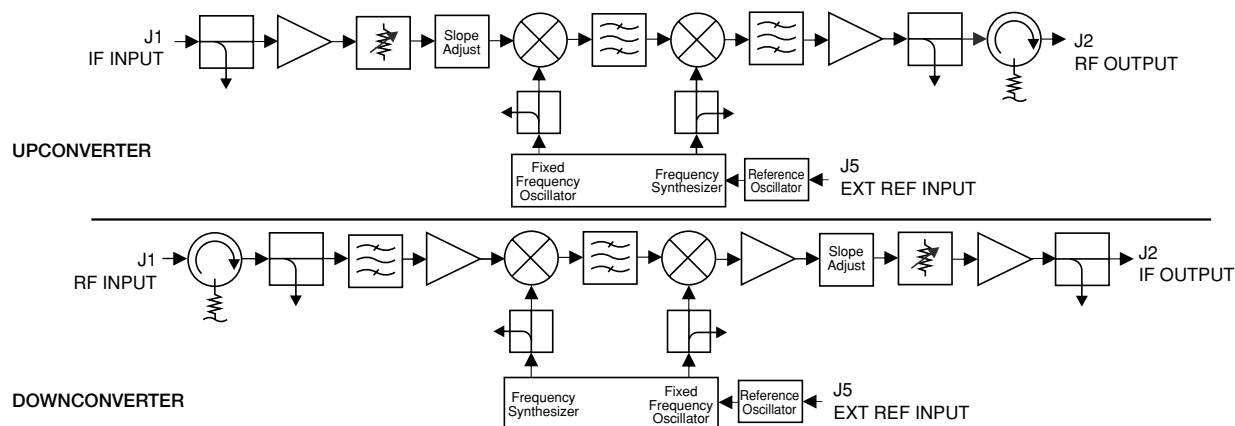 J1
IF INPUT
Slope
Adjust
J2
RF OUTPUT
UPCONVERTER
Fixed
Frequency
Oscillator
Frequency
Synthesizer
Reference
Oscillator
J5
EXT REF INPUT
J1
RF INPUT
Slope
Adjust
J2
IF OUTPUT
DOWNCONVERTER
Frequency
Synthesizer
Fixed
Frequency
Oscillator
Reference
Oscillator
J5
EXT REF INPUT